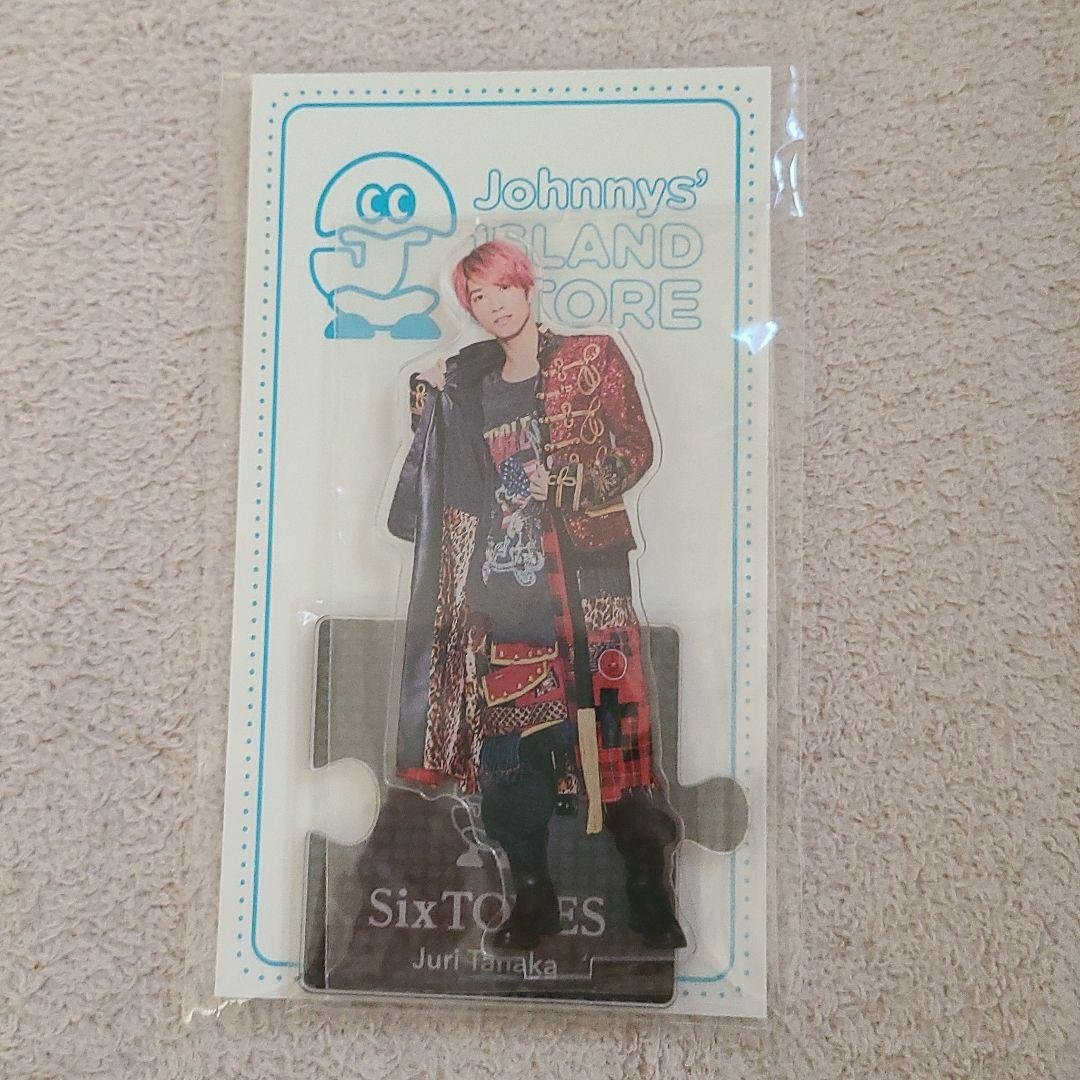 Johnnys'
ISLAND
STORE
SixTONES
Juri Tanaka